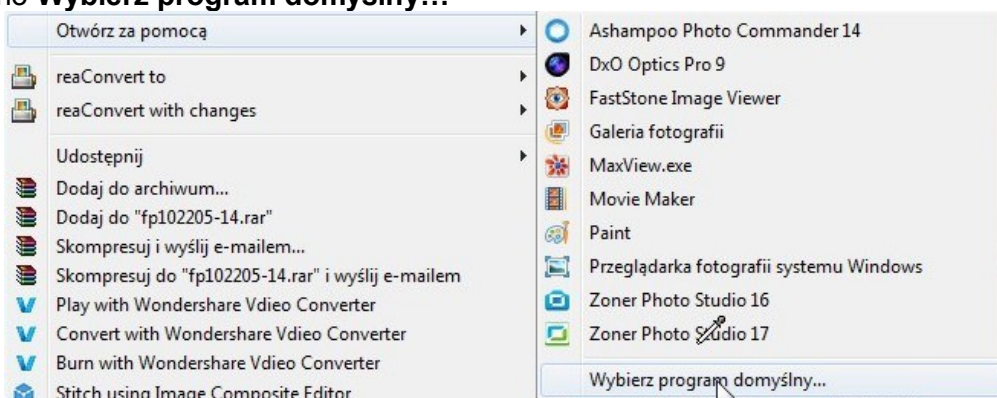 no Wybierz program domyślny…
Otwórz za pomocą
reaConvert to
reaConvert with changes
Udostępnij
Dodaj do archiwum...
Dodaj do "fp102205-14.rar"
Skompresuj i wyślij e-mailem...
Skompresuj do "fp102205-14.rar" i wyślij e-mailem
Play with Wondershare Vdieo Converter
Convert with Wondershare Vdieo Converter
Burn with Wondershare Vdieo Converter
Stitch using Image Composite Editor
Ashampoo Photo Commander 14
DxO Optics Pro 9
FastStone Image Viewer
Galeria fotografii
MaxView.exe
Movie Maker
Paint
Przeglądarka fotografii systemu Windows
Zoner Photo Studio 16
Zoner Photo Studio 17
Wybierz program domyślny...